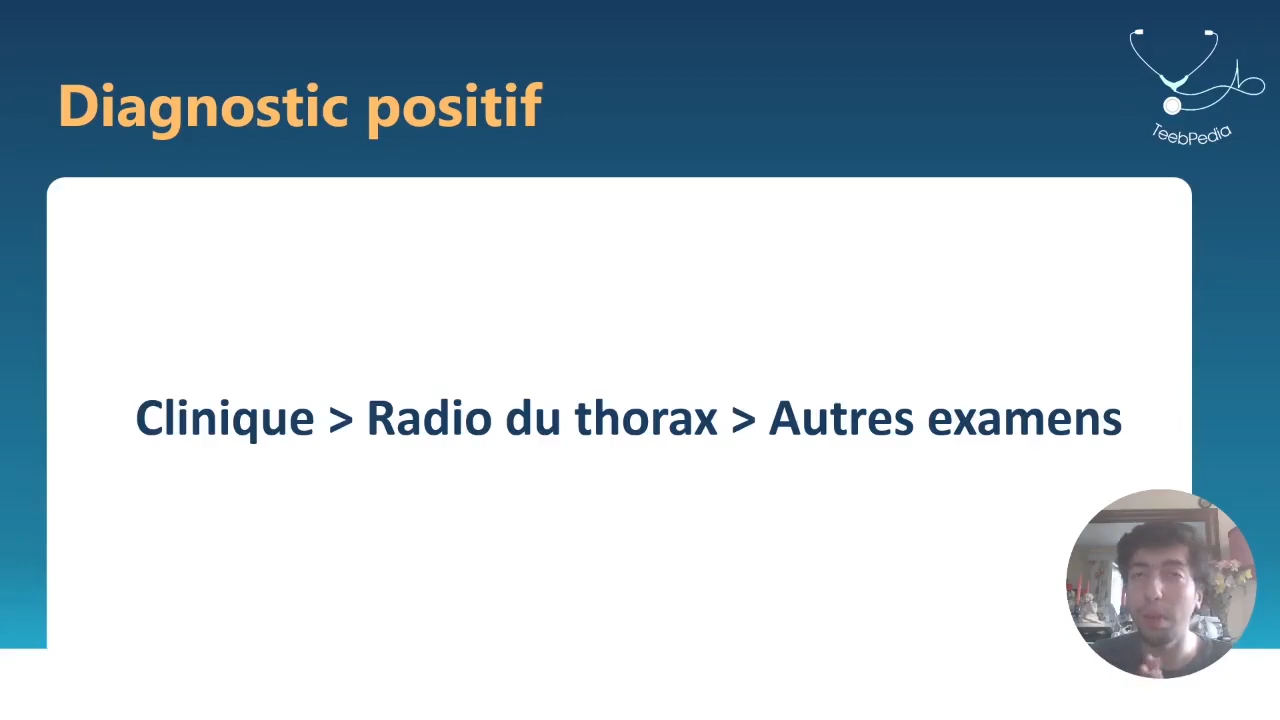 Diagnostic positif
TeebPedia
Clinique > Radio du thorax > Autres examens